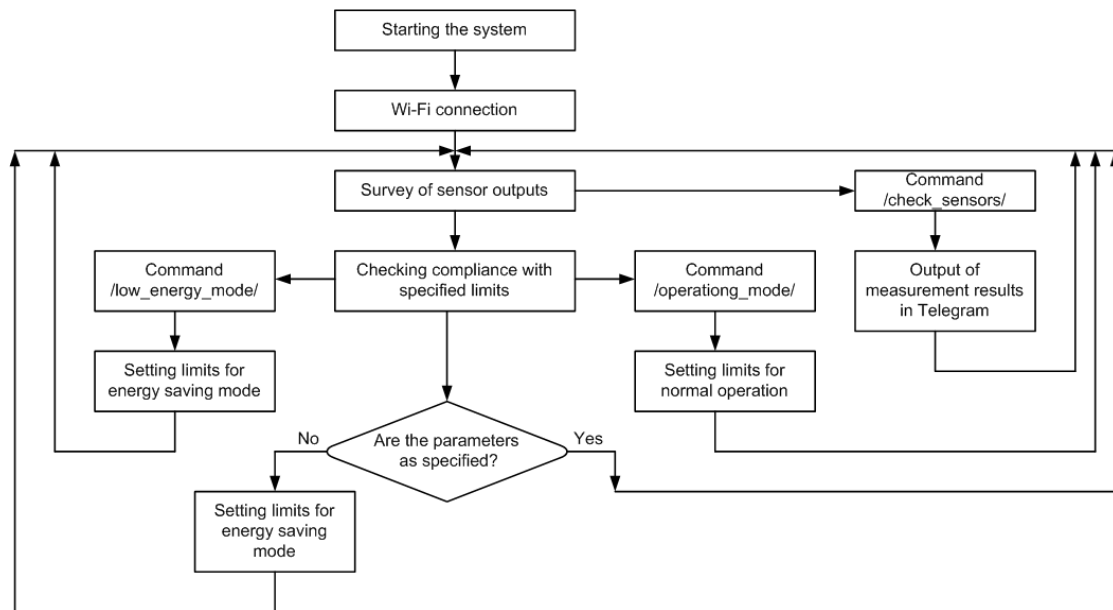 Starting the system
Wi-Fi connection
Survey of sensor outputs
Command
/check_sensors/
Command
/low_energy_mode/
Checking compliance with
specified limits
Command
/operationg_mode/
Output of
measurement results
in Telegram
Setting limits for
energy saving mode
Setting limits for
normal operation
No
Are the parameters
as specified?
Yes
Setting limits for
energy saving
mode